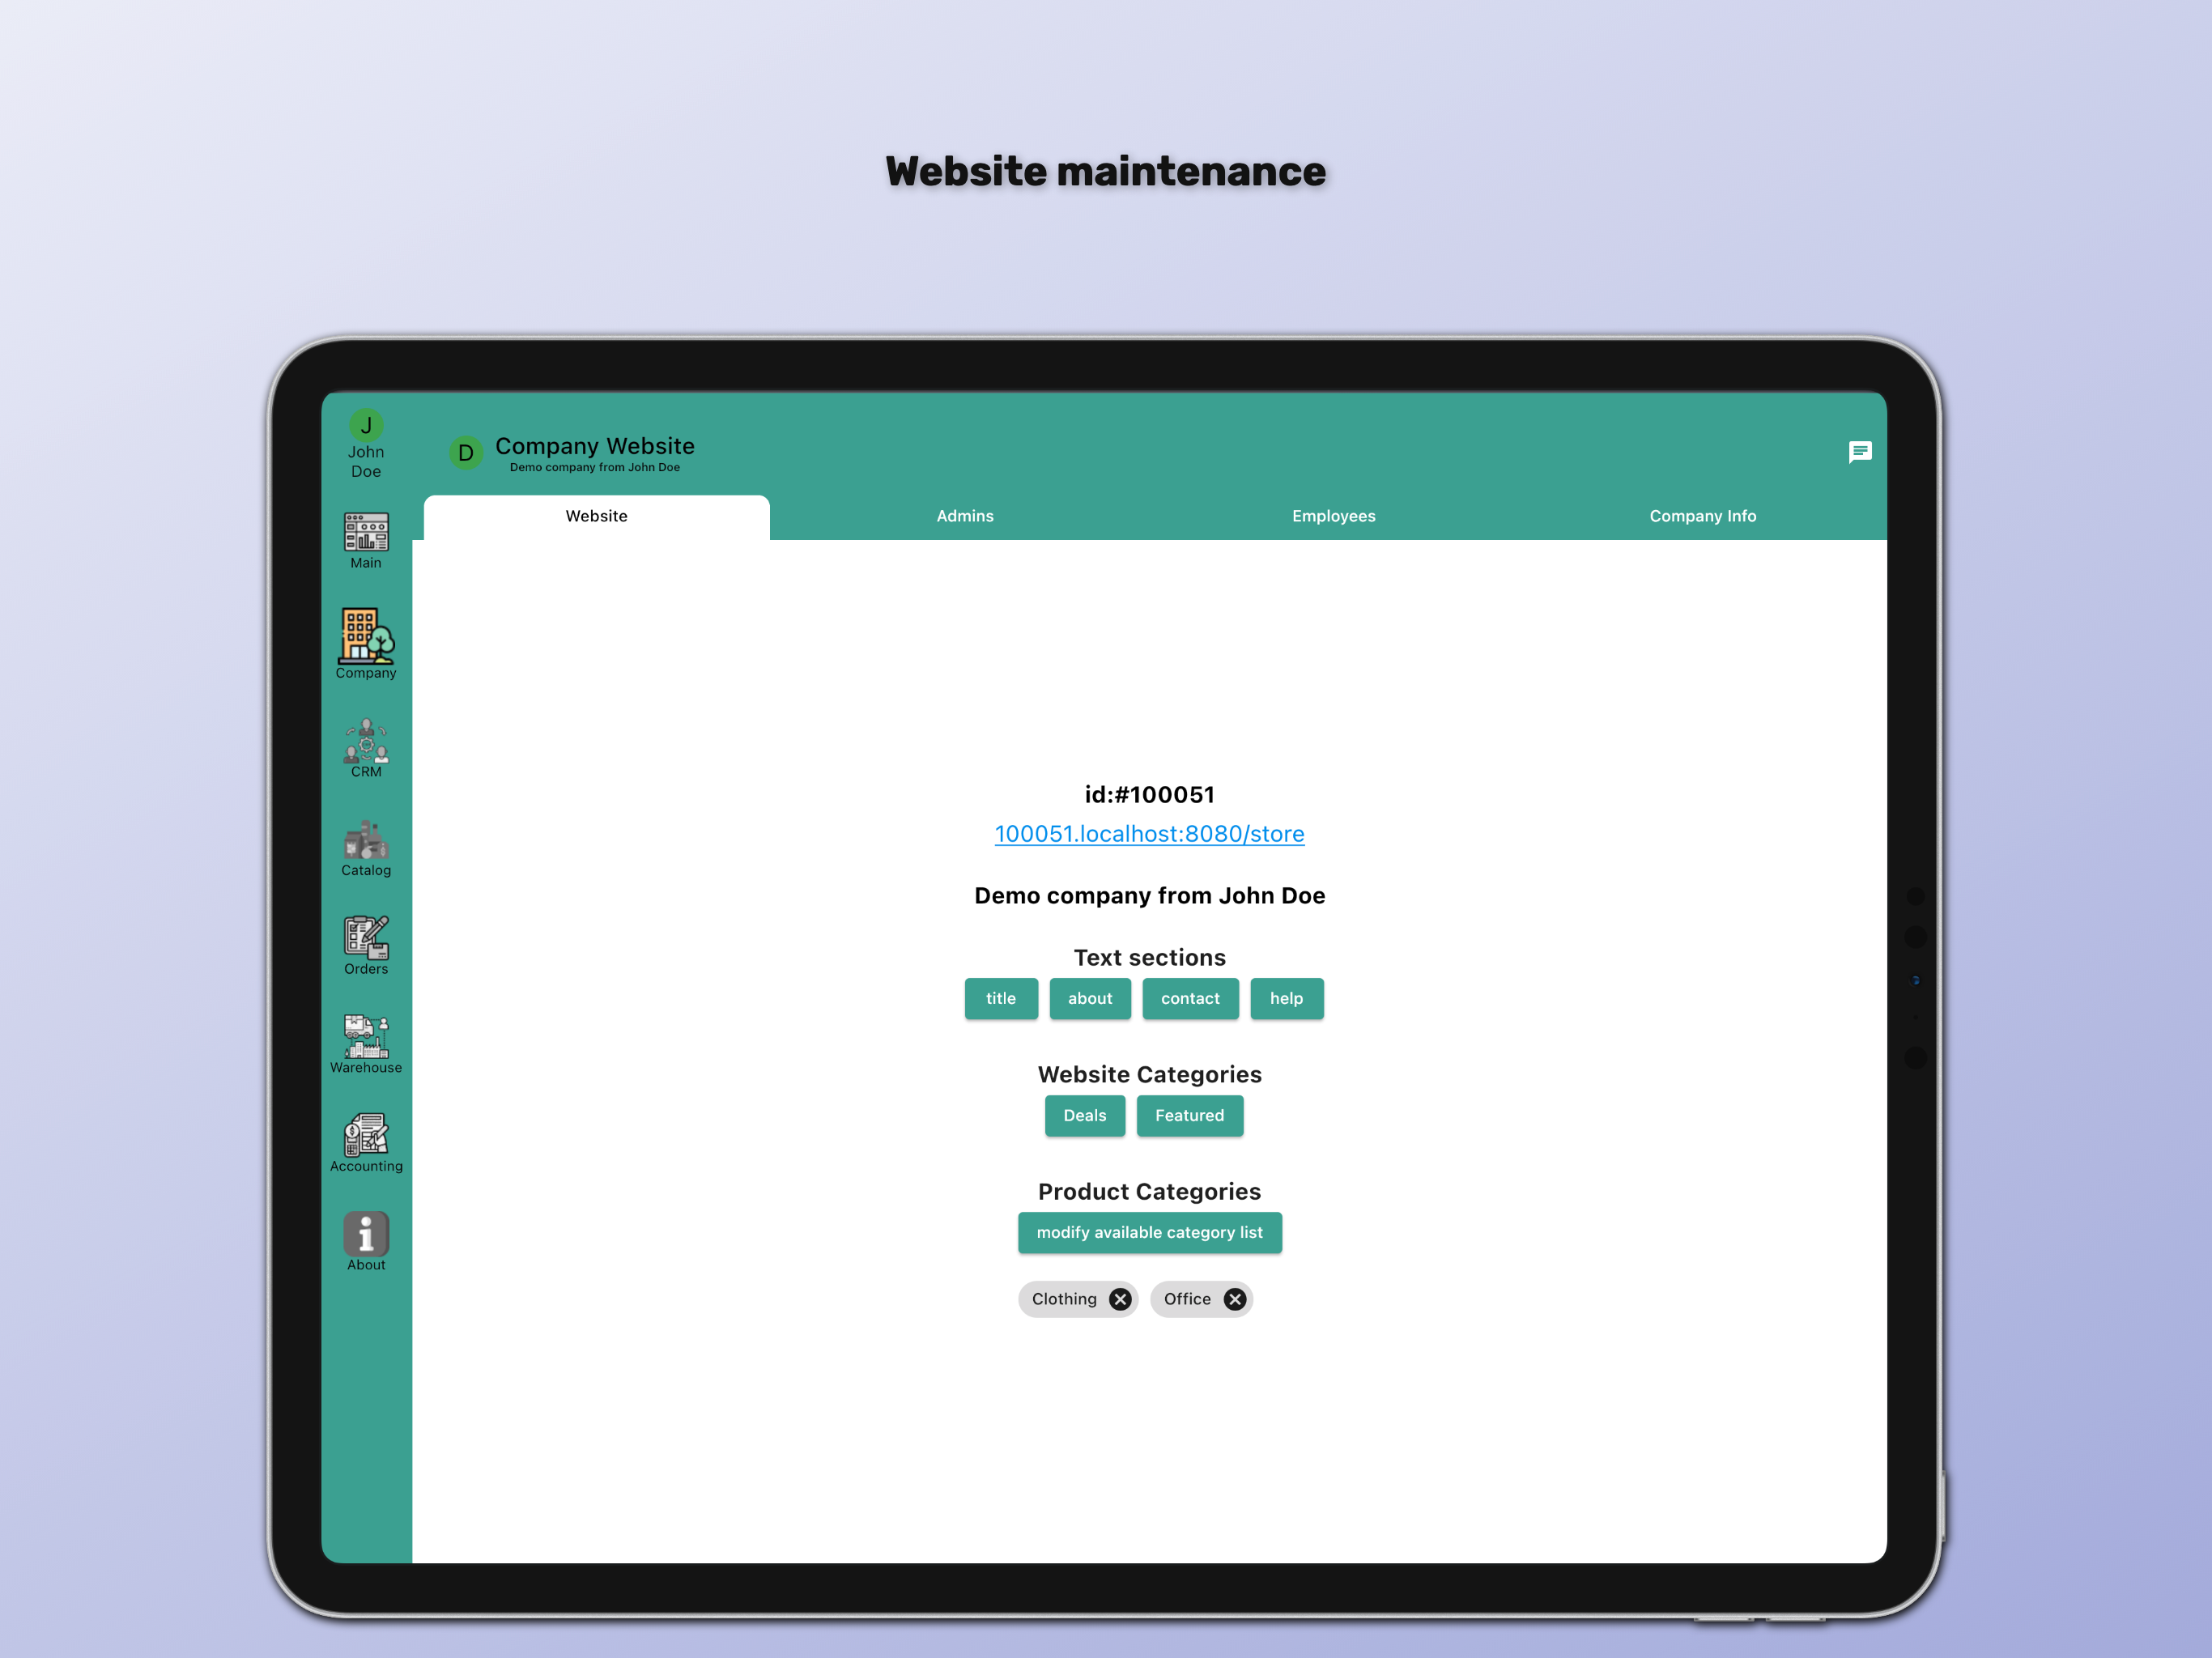 Website maintenance
J
John
Doe
D
Company Website
Demo company from John Doe
Website
Admins
Employees
Company Info
Main
Company
CRM
Catalog
Orders
Warehouse
Accounting
About
id:#100051
100051.localhost:8080/store
Demo company from John Doe
Text sections
title about contact help
Website Categories
Deals Featured
Product Categories
modify available category list
Clothing Office